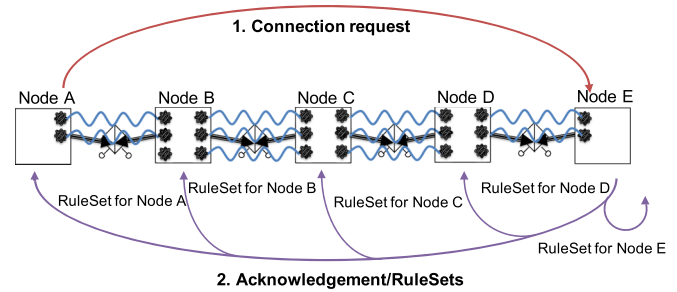 1. Connection request
Node A
Node B
Node C
Node D
Node E
RuleSet for Node A
RuleSet for Node B
RuleSet for Node C
RuleSet for Node D
RuleSet for Node E
2. Acknowledgement/RuleSets